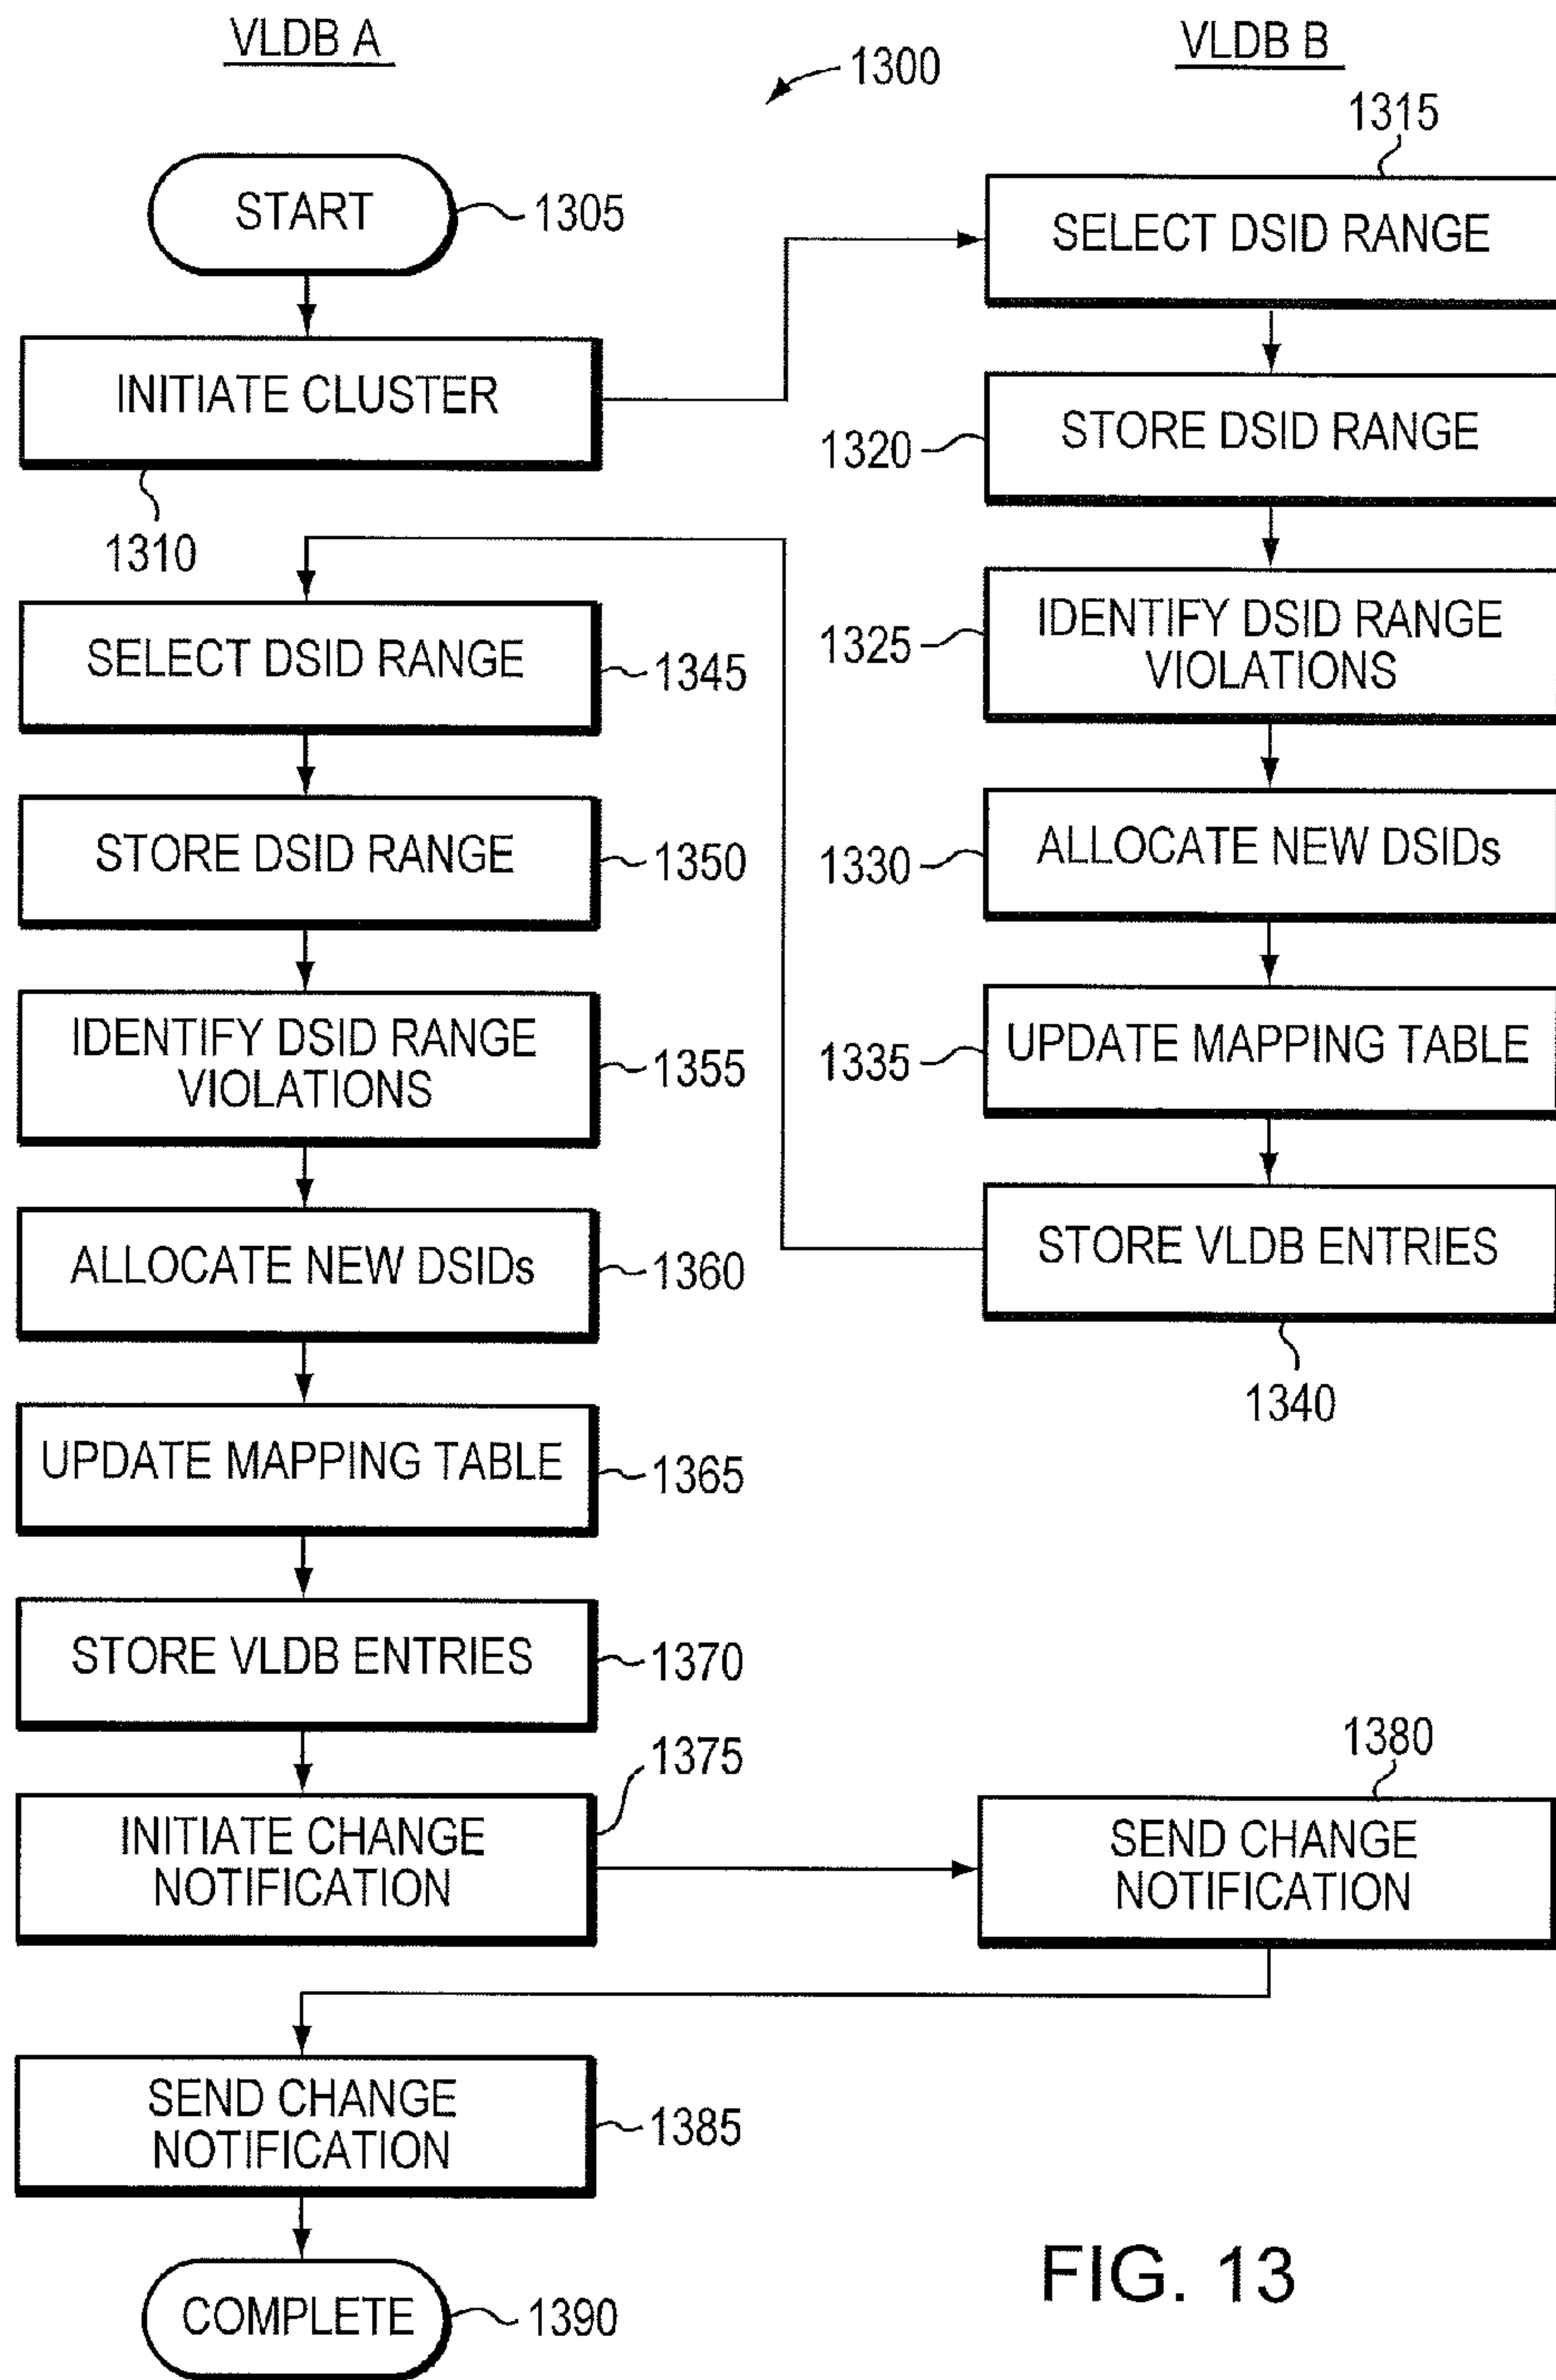 VLDB A
VLDB B
1300
START
1305
INITIATE CLUSTER
1310
1315
SELECT DSID RANGE
STORE DSID RANGE
1320
IDENTIFY DSID RANGE
VIOLATIONS
1325
ALLOCATE NEW DSIDs
1330
UPDATE MAPPING TABLE
1335
STORE VLDB ENTRIES
1340
SELECT DSID RANGE
1345
STORE DSID RANGE
1350
IDENTIFY DSID RANGE
VIOLATIONS
1355
ALLOCATE NEW DSIDs
1360
UPDATE MAPPING TABLE
1365
STORE VLDB ENTRIES
1370
1375
INITIATE CHANGE
NOTIFICATION
1380
SEND CHANGE
NOTIFICATION
SEND CHANGE
NOTIFICATION
1385
COMPLETE
1390
FIG. 13